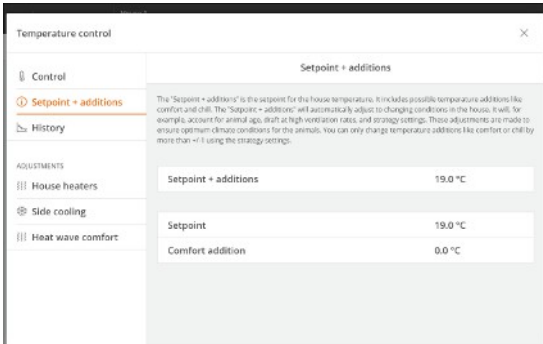 Temperature control
Control
Setpoint + additions
History
ADJUSTMENTS
House heaters
Side cooling
Heat wave comfort
Setpoint + additions
The "Setpoint + additions" is the setpoint for the house temperature. It includes possible temperature additions like
comfort and chill. The "Setpoint + additions" will automatically adjust to changing conditions in the house. It will, for
example, account for animal age, draft at high ventilation rates, and strategy settings. These adjustments are made to
ensure optimum climate conditions for the animals. You can only change temperature additions like comfort or chill by
more than +/-1 using the strategy settings.
Setpoint + additions 19.0 °C
Setpoint 19.0 °C
Comfort addition 0.0 °C